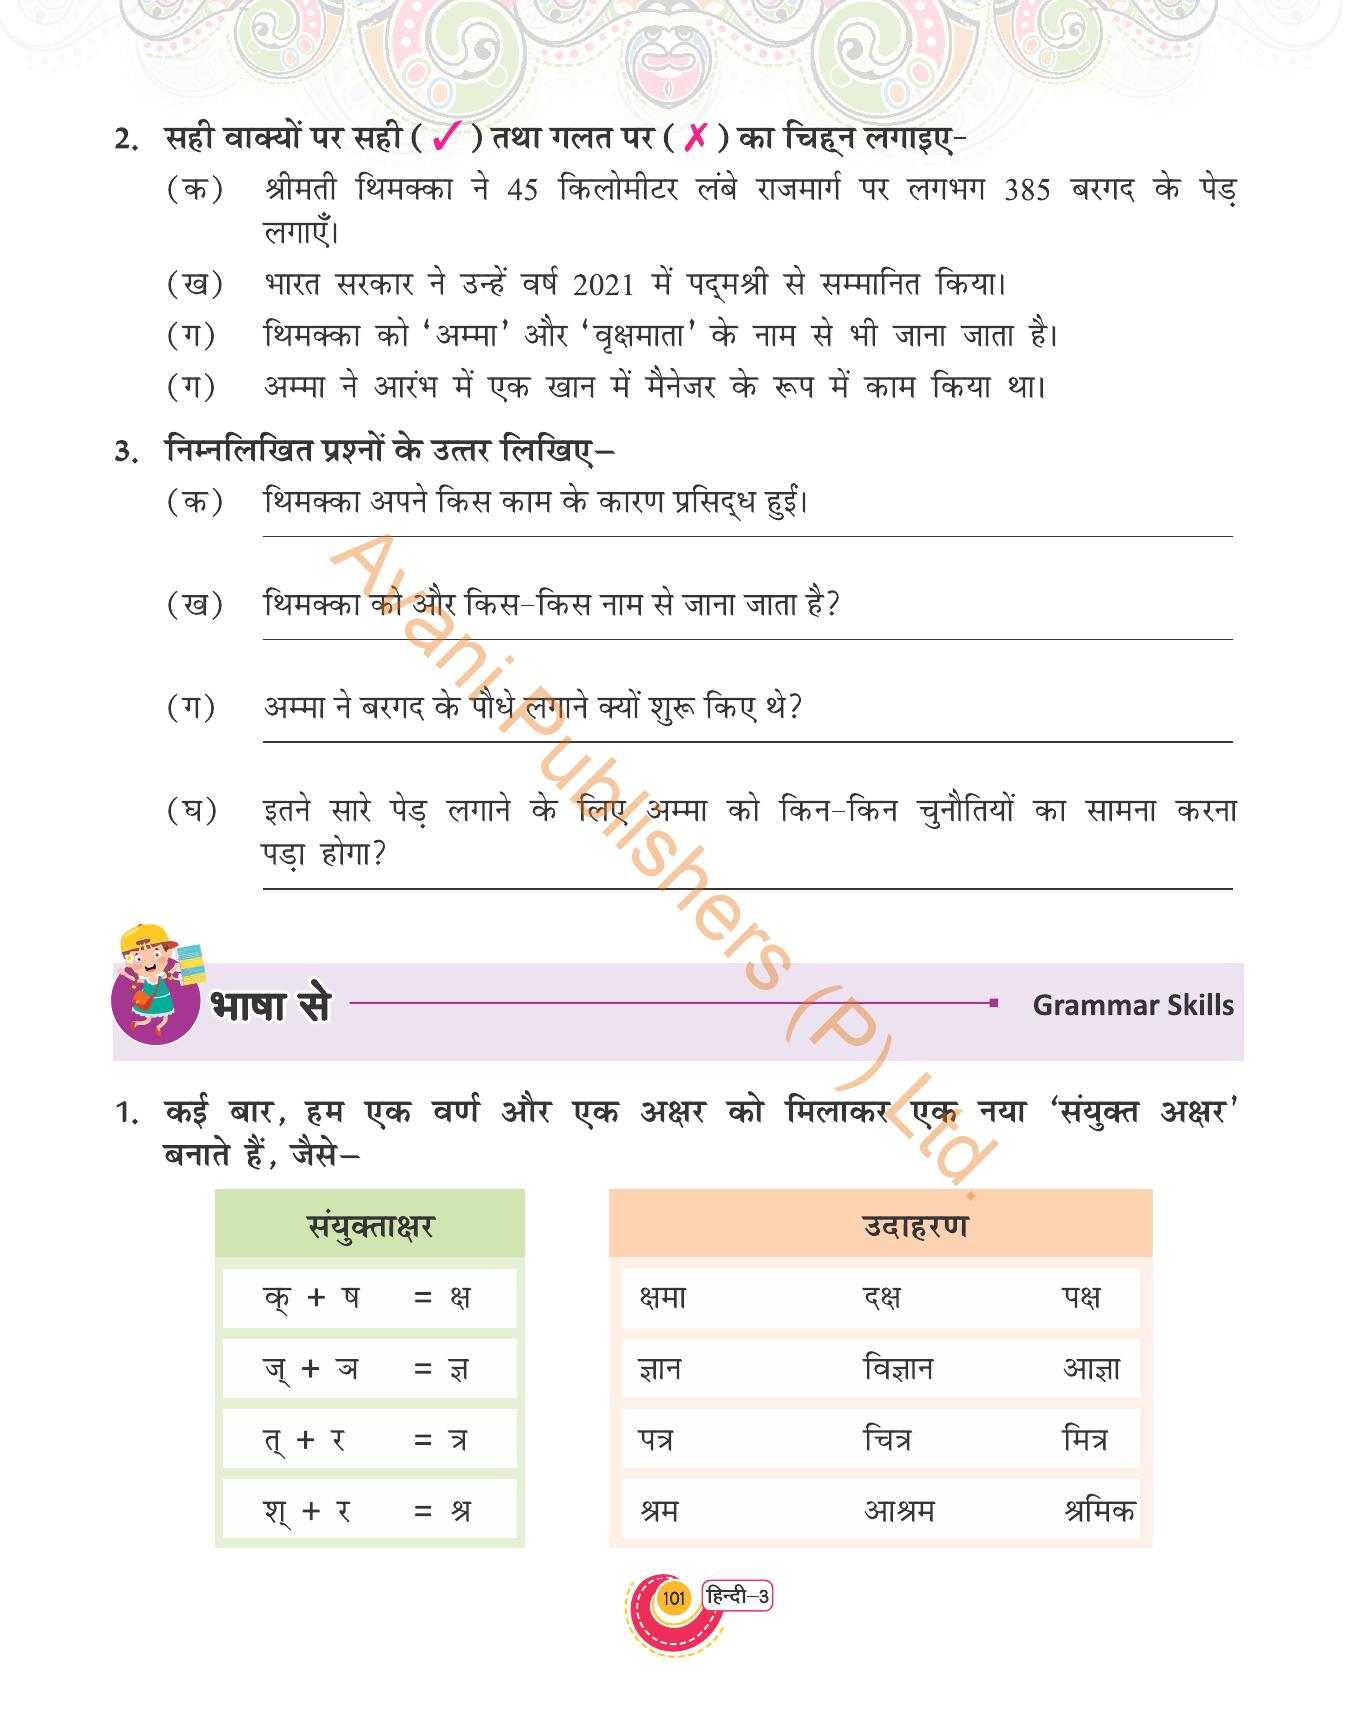 2. सही वाक्यों पर सही ( ✓ ) तथा गलत पर ( ✗ ) का चिह्‌न लगाइए-
(क) श्रीमती थिमक्का ने 45 किलोमीटर लंबे राजमार्ग पर लगभग 385 बरगद के पेड़
लगाएँ।
(ख) भारत सरकार ने उन्हें वर्ष 2021 में पद्‌मश्री से सम्मानित किया।
(ग) थिमक्का को ‘अम्मा’ और ‘वृक्षमाता’ के नाम से भी जाना जाता है।
(ग) अम्मा ने आरंभ में एक खान में मैनेजर के रूप में काम किया था।
3. निम्नलिखित प्रश्नों के उत्तर लिखिए–
(क) थिमक्का अपने किस काम के कारण प्रसिद्‌ध हुईं।
(ख) थिमक्का को और किस-किस नाम से जाना जाता है?
(ग) अम्मा ने बरगद के पौधे लगाने क्यों शुरू किए थे?
(घ) इतने सारे पेड़ लगाने के लिए अम्मा को किन-किन चुनौतियों का सामना करना
पड़ा होगा?
Avani Publishers (P) Ltd.
भाषा से Grammar Skills
1. कई बार, हम एक वर्ण और एक अक्षर को मिलाकर एक नया ‘संयुक्त अक्षर’
बनाते हैं, जैसे–
संयुक्ताक्षर उदाहरण
क् + ष = क्ष क्षमा दक्ष पक्ष
ज् + ञ = ज्ञ ज्ञान विज्ञान आज्ञा
त् + र = त्र पत्र चित्र मित्र
श् + र = श्र श्रम आश्रम श्रमिक
101 हिन्दी-3